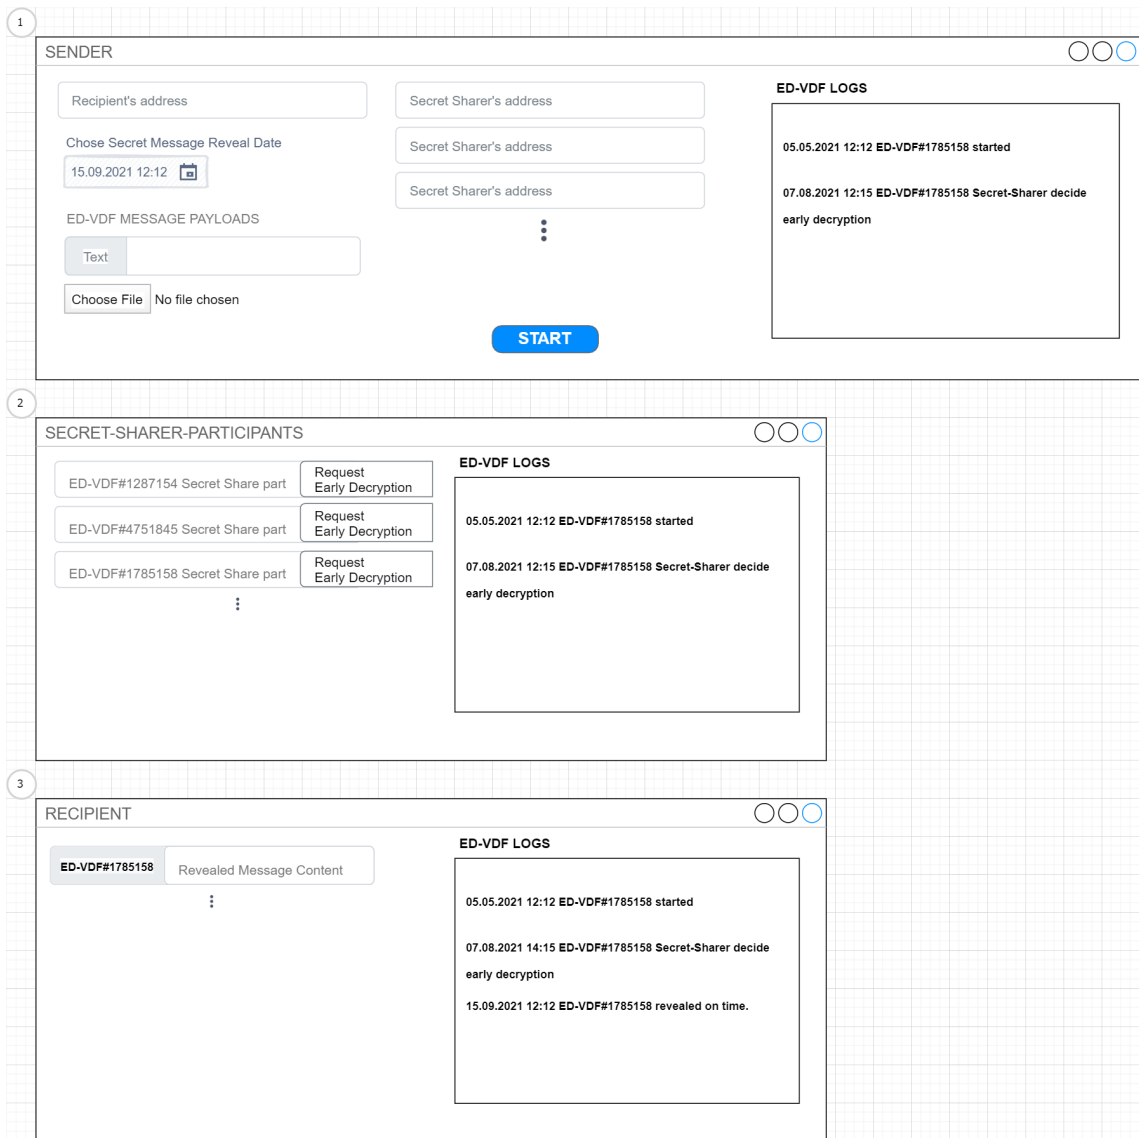 1
SENDER
Recipient's address
Chose Secret Message Reveal Date
15.09.2021 12:12
ED-VDF MESSAGE PAYLOADS
Text
Choose File No file chosen
Secret Sharer's address
Secret Sharer's address
Secret Sharer's address
START
ED-VDF LOGS
05.05.2021 12:12 ED-VDF#1785158 started
07.08.2021 12:15 ED-VDF#1785158 Secret-Sharer decide
early decryption
2
SECRET-SHARER-PARTICIPANTS
ED-VDF#1287154 Secret Share part
Request
Early Decryption
ED-VDF#4751845 Secret Share part
Request
Early Decryption
ED-VDF#1785158 Secret Share part
Request
Early Decryption
ED-VDF LOGS
05.05.2021 12:12 ED-VDF#1785158 started
07.08.2021 12:15 ED-VDF#1785158 Secret-Sharer decide
early decryption
3
RECIPIENT
ED-VDF#1785158 Revealed Message Content
ED-VDF LOGS
05.05.2021 12:12 ED-VDF#1785158 started
07.08.2021 14:15 ED-VDF#1785158 Secret-Sharer decide
early decryption
15.09.2021 12:12 ED-VDF#1785158 revealed on time.